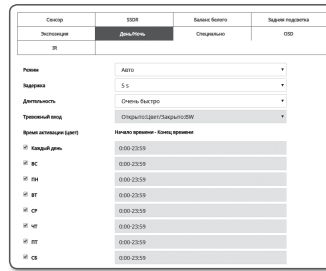 Сенсор SSDR Баланс белого Задняя подсветка
Экспозиция День/Ночь Специально OSD
IR
Режим Авто
Задержка 5 s
Длительность Очень быстро
Тревожный вход Открыто:Цвет/Закрыто:BW
Время активации (цвет) Начало времени - Конец времени
Каждый день 0:00-23:59
ВС 0:00-23:59
ПН 0:00-23:59
ВТ 0:00-23:59
СР 0:00-23:59
ЧТ 0:00-23:59
ПТ 0:00-23:59
СБ 0:00-23:59